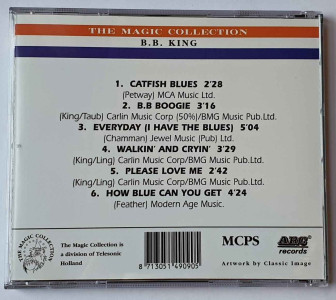 THE MAGIC COLLECTION
B.B. KING
1. CATFISH BLUES 2'28
(Petway) MCA Music Ltd.
2. B.B BOOGIE 3'16
(King/Taub) Carlin Music Corp (50%)/BMG Music Pub.Ltd.
3. EVERYDAY (I HAVE THE BLUES) 5'04
(Chamman) Jewel Music (Pub) Ltd.
4. WALKIN' AND CRYIN' 3'29
(King/Ling) Carlin Music Corp/BMG Music Pub.Ltd.
5. PLEASE LOVE ME 2'42
(King/Ling) Carlin Music Corp/BMG Music Pub.Ltd.
6. HOW BLUE CAN YOU GET 4'24
(Feather) Modern Age Music.
THE MAGIC COLLECTION
The Magic Collection is
a division of Telesonic
Holland
8 713051 490905
MCPS
ARC
records
Artwork by Classic Image